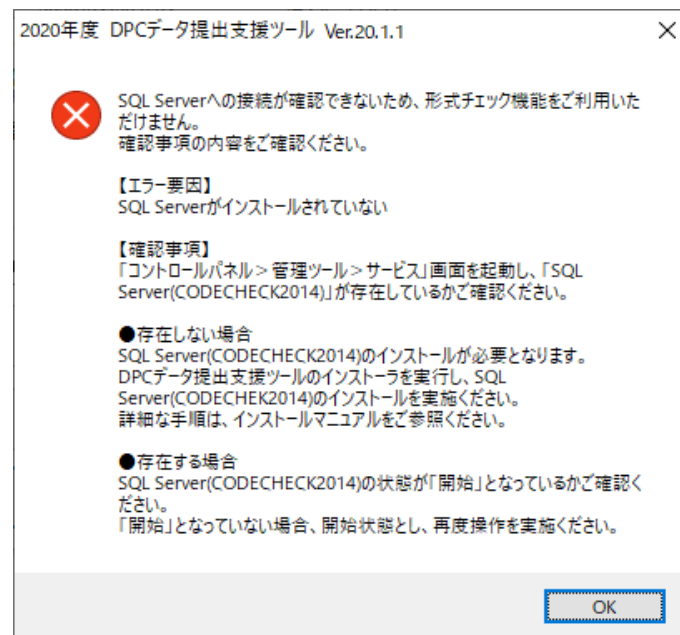 2020年度 DPCデータ提出支援ツール Ver.20.1.1
SQL Serverへの接続が確認できないため、形式チェック機能をご利用いた
だけません。
確認事項の内容をご確認ください。
【エラー要因】
SQL Serverがインストールされていない
【確認事項】
「コントロールパネル＞管理ツール＞サービス」画面を起動し、「SQL
Server(CODECHECK2014)」が存在しているかご確認ください。
●存在しない場合
SQL Server(CODECHECK2014)のインストールが必要となります。
DPCデータ提出支援ツールのインストーラを実行し、SQL
Server(CODECHEK2014)のインストールを実施ください。
詳細な手順は、インストールマニュアルをご参照ください。
●存在する場合
SQL Server(CODECHECK2014)の状態が「開始」となっているかご確認く
ださい。
「開始」となっていない場合、開始状態とし、再度操作を実施ください。
OK